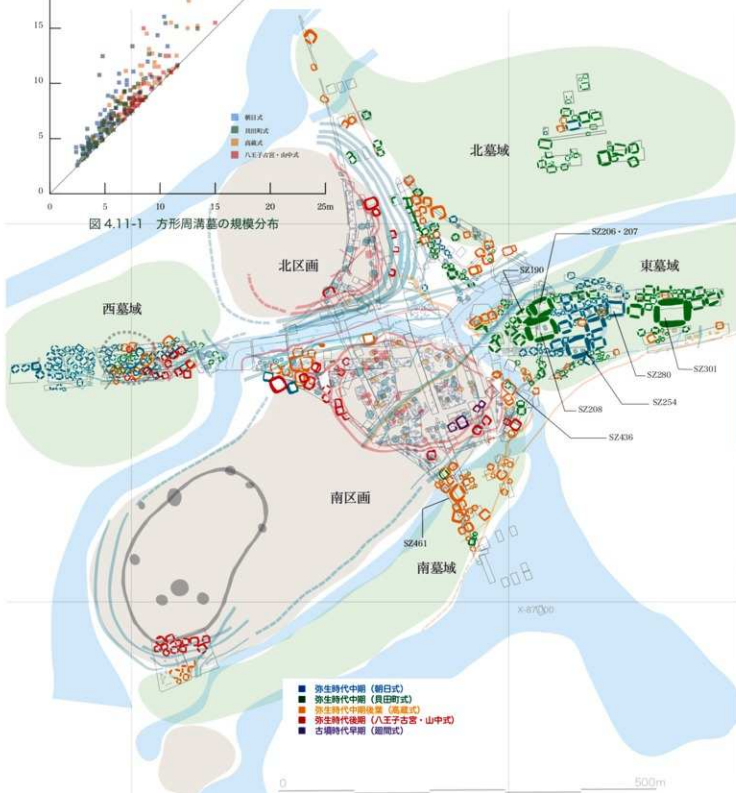 15
10
5
0
0
5
10
15
20
25m
朝日式
貝田町式
高蔵式
八王子古宮・山中式
図 4.11-1 方形周溝墓の規模分布
北墓域
SZ206・207
北区画
SZ190
東墓域
西墓域
SZ301
SZ280
SZ254
SZ208
SZ436
南区画
SZ461
南墓域
弥生時代中期（朝日式）
弥生時代中期（貝田町式）
弥生時代中期後葉（高蔵式）
弥生時代後期（八王子古宮・山中式）
古墳時代早期（廻間式）
0
500m